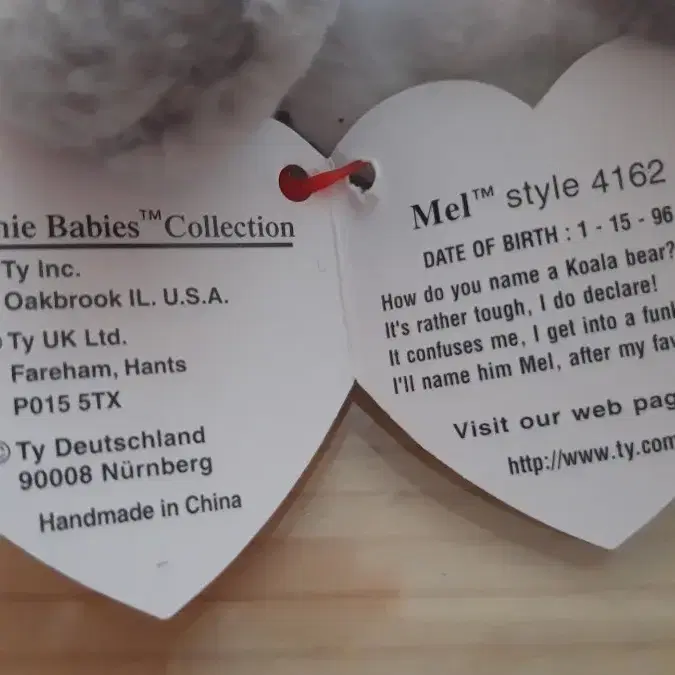 nie Babies™ Collection
Ty Inc.
Oakbrook IL. U.S.A.
Ty UK Ltd.
Fareham, Hants
P015 5TX
© Ty Deutschland
90008 Nürnberg
Handmade in China
Mel™ style 4162
DATE OF BIRTH : 1 - 15 - 96
How do you name a Koala bear?
It's rather tough, I do declare!
It confuses me, I get into a funk
I'll name him Mel, after my fav
Visit our web pag
http://www.ty.com